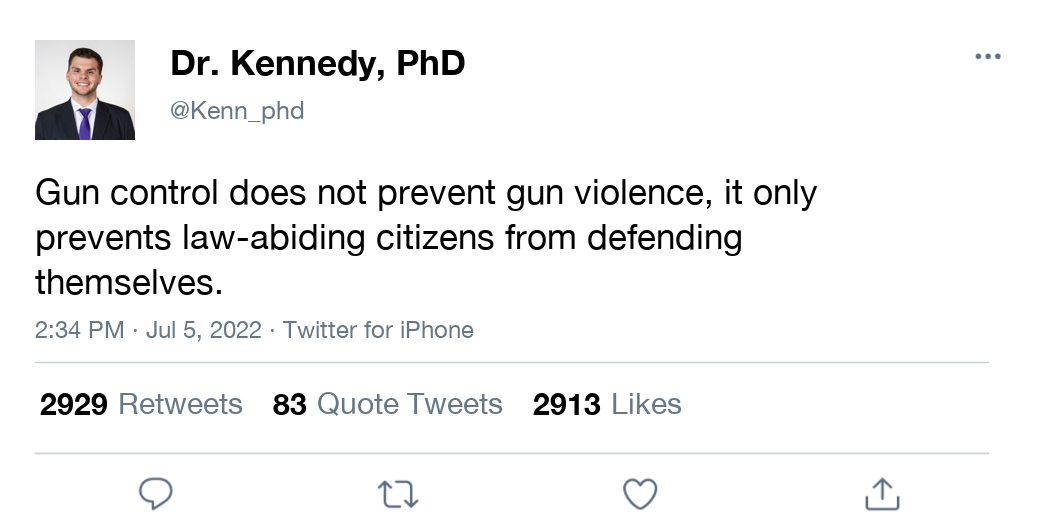 Dr. Kennedy, PhD
@Kenn_phd
Gun control does not prevent gun violence, it only
prevents law-abiding citizens from defending
themselves.
2:34 PM · Jul 5, 2022 · Twitter for iPhone
2929 Retweets 83 Quote Tweets 2913 Likes